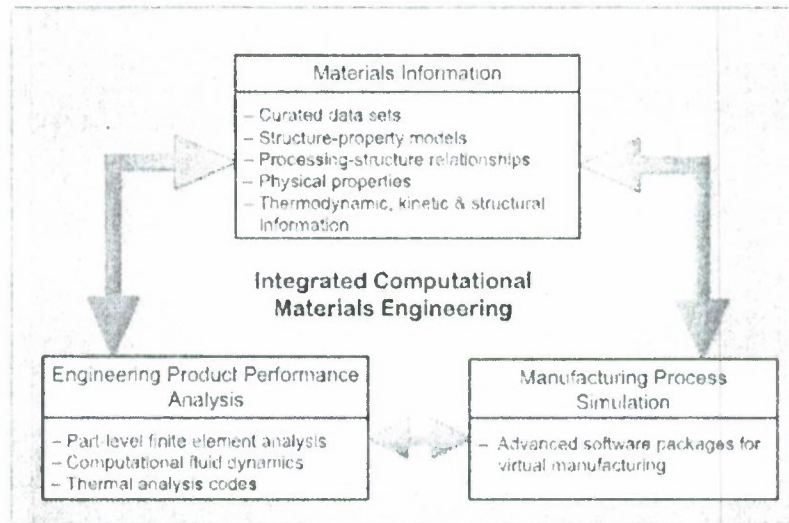 Materials Information
– Curated data sets
– Structure-property models
– Processing-structure relationships
– Physical properties
– Thermodynamic, kinetic & structural
Information
Integrated Computational
Materials Engineering
Engineering Product Performance
Analysis
– Part-level finite element analysis
– Computational fluid dynamics
– Thermal analysis codes
Manufacturing Process
Simulation
– Advanced software packages for
virtual manufacturing